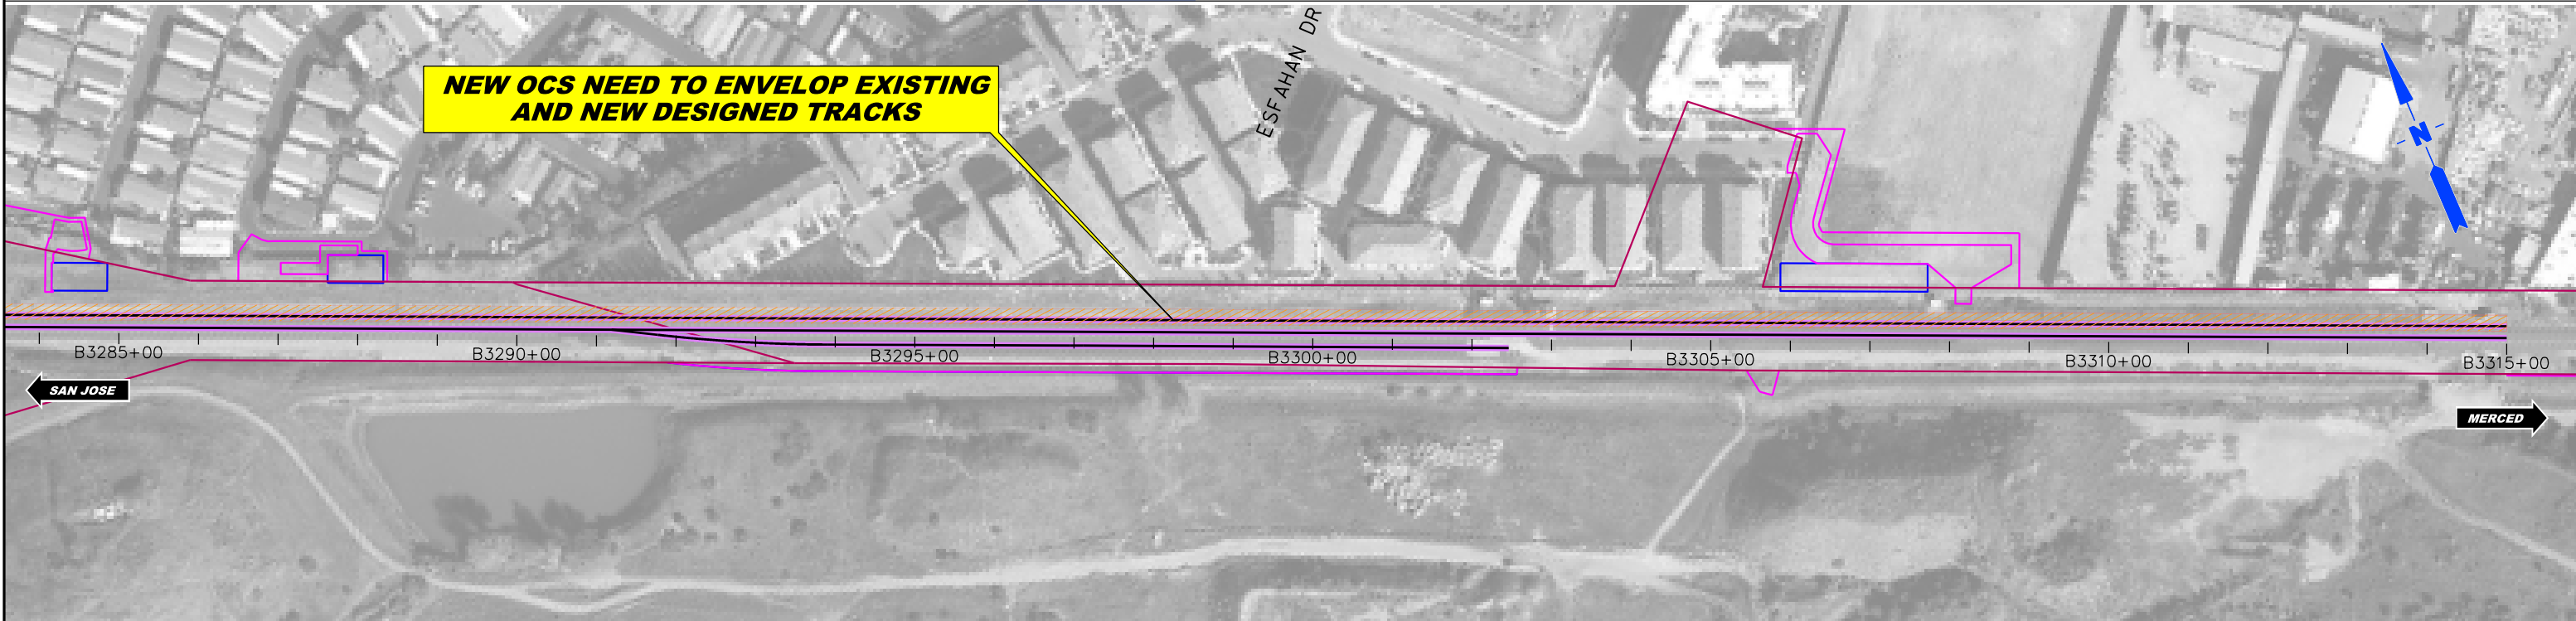 NEW OCS NEED TO ENVELOP EXISTING
AND NEW DESIGNED TRACKS
ESFAHAN DR
N
B3285+00
B3290+00
B3295+00
B3300+00
B3305+00
B3310+00
B3315+00
SAN JOSE
MERCED